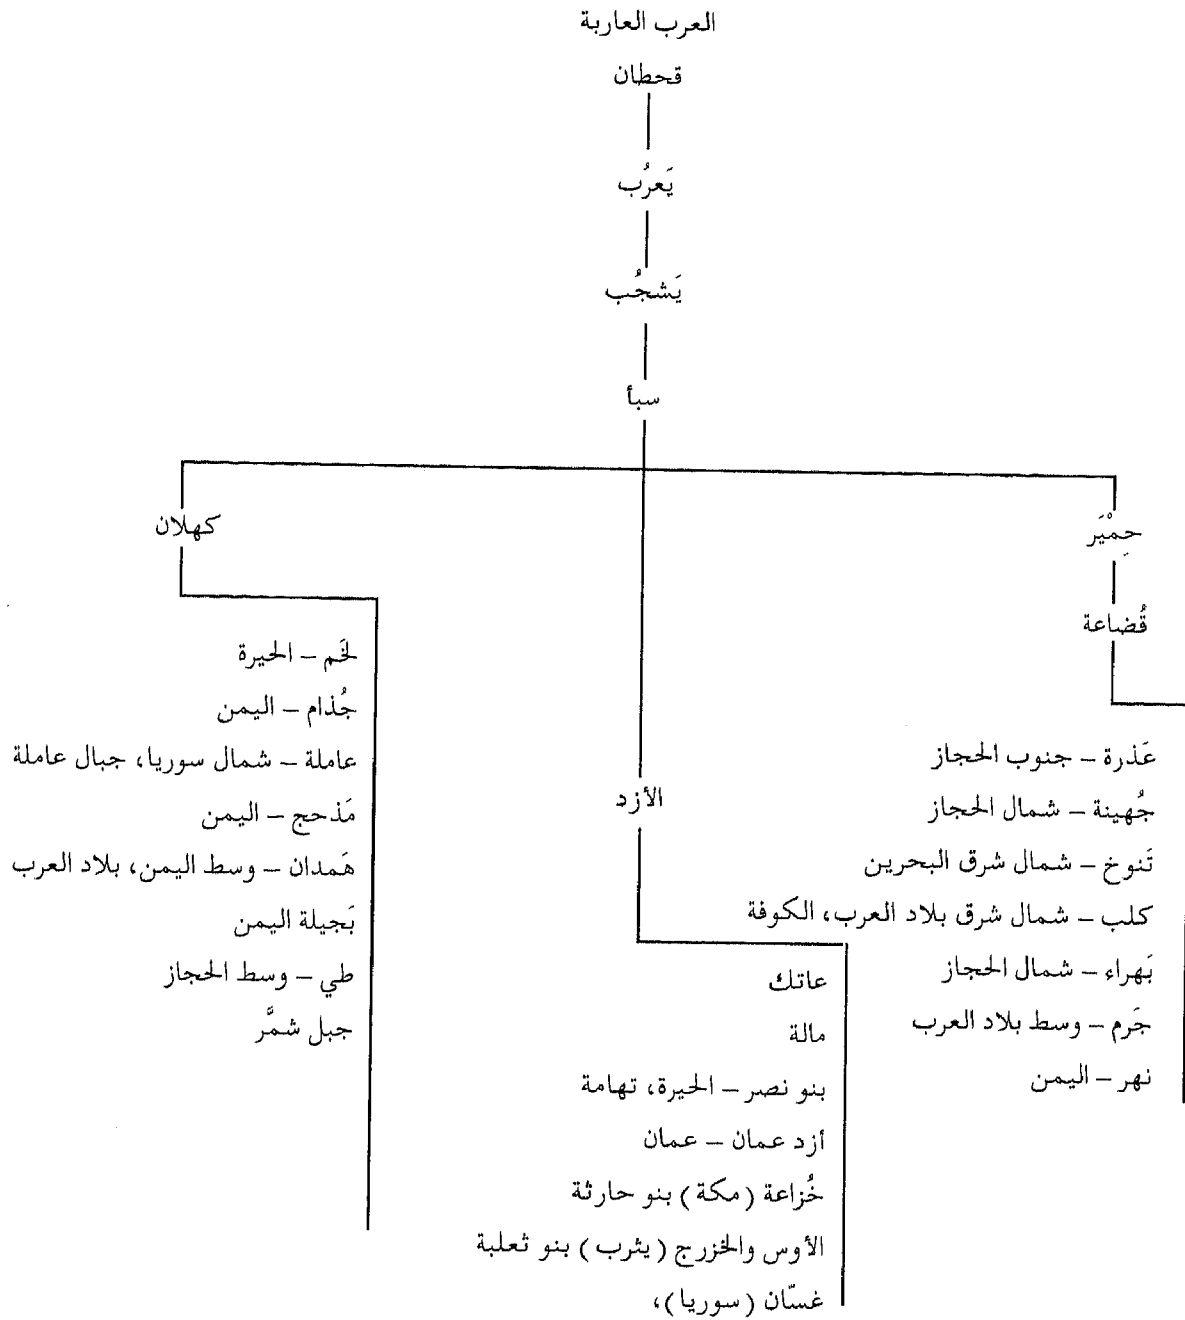 العرب العاربة
قحطان
يَعرُب
يَشجُب
سبأ
حِمْيَر
قُضاعة
عَذرة – جنوب الحجاز
جُهينة – شمال الحجاز
تَنوخ – شمال شرق البحرين
كلب – شمال شرق بلاد العرب، الكوفة
بَهراء – شمال الحجاز
جَرم – وسط بلاد العرب
نهر – اليمن
الأزد
عاتك
مالة
بنو نصر – الحيرة، تهامة
أزد عمان – عمان
خُزاعة (مكة) بنو حارثة
الأوس والخزرج (يثرب) بنو ثعلبة
غسّان (سوريا)،
كهلان
لخَم – الحيرة
جُذام – اليمن
عاملة – شمال سوريا، جبال عاملة
مَذحج – اليمن
هَمدان – وسط اليمن، بلاد العرب
بَجيلة اليمن
طي – وسط الحجاز
جبل شمَّر